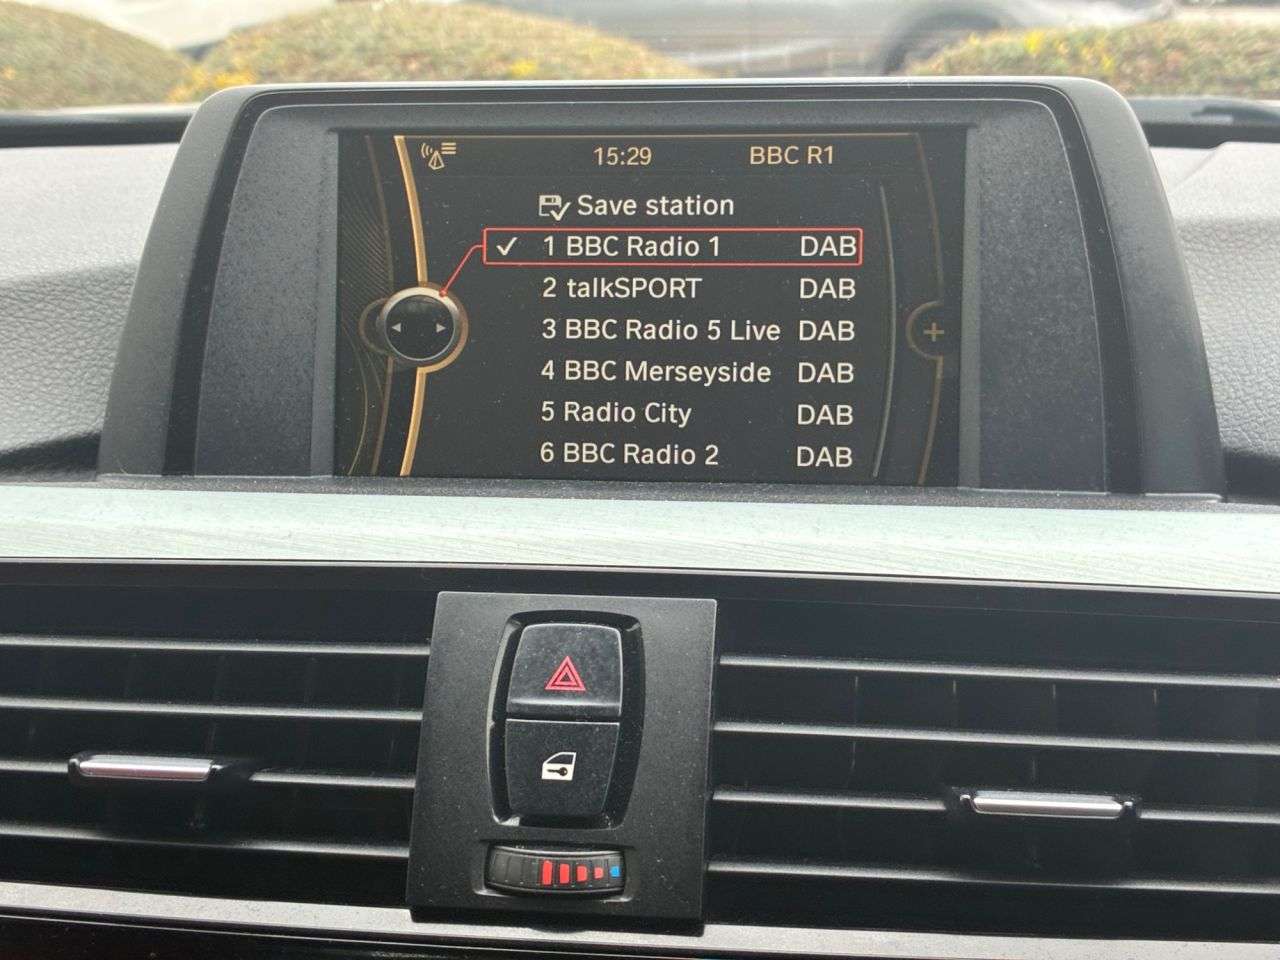 15:29 BBC R1
Save station
1 BBC Radio 1 DAB
2 talkSPORT DAB
3 BBC Radio 5 Live DAB
4 BBC Merseyside DAB
5 Radio City DAB
6 BBC Radio 2 DAB